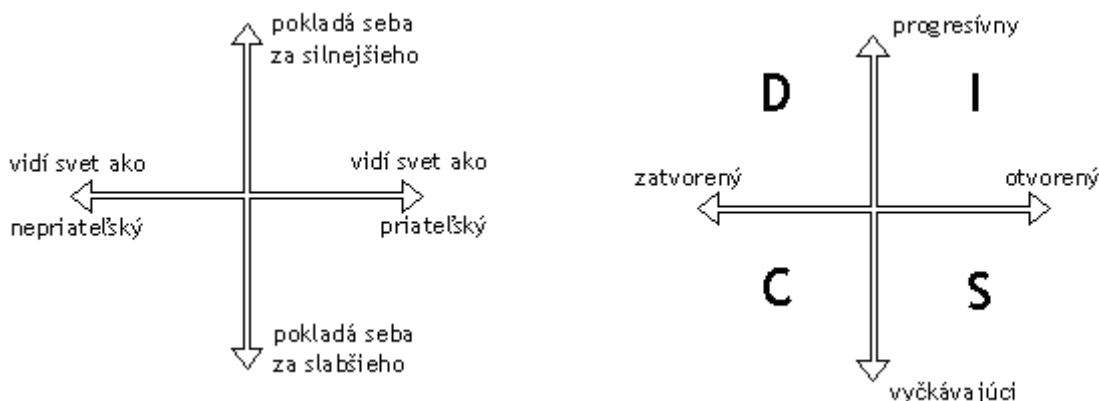 pokladá seba
za silnejšieho
vidí svet ako
vidí svet ako
nepriateľský
priateľský
pokladá seba
za slabšieho
progresívny
D
I
zatvorený
otvorený
C
S
vyčkávajúci